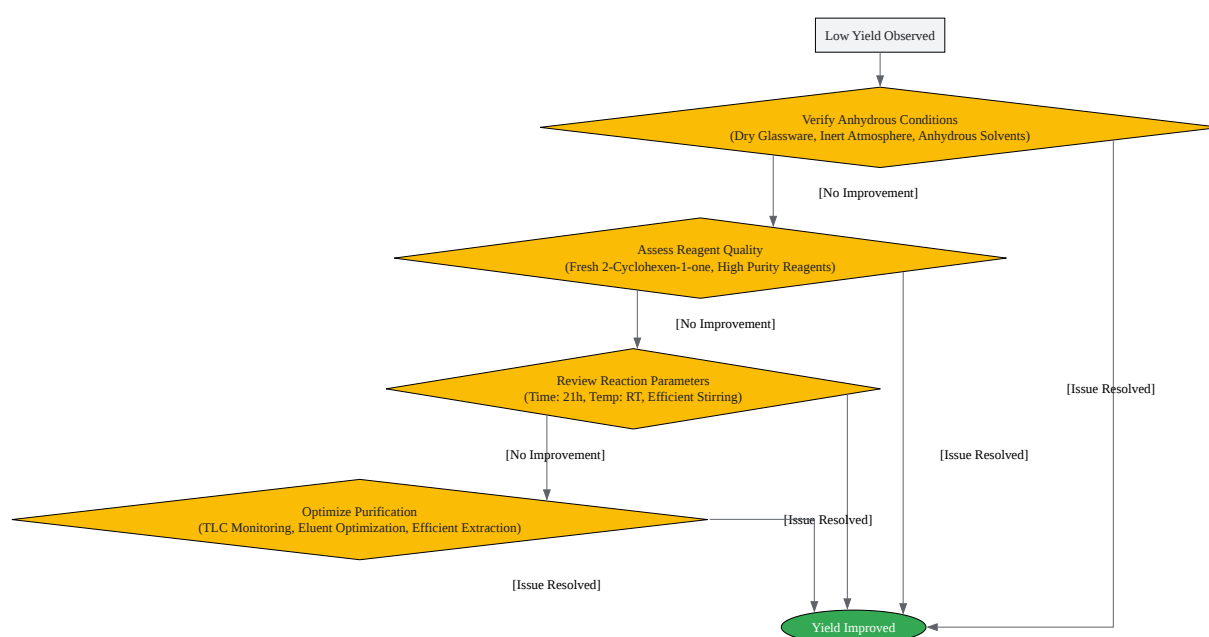 Low Yield Observed
Verify Anhydrous Conditions
(Dry Glassware, Inert Atmosphere, Anhydrous Solvents)
[No Improvement]
Assess Reagent Quality
(Fresh 2-Cyclohexen-1-one, High Purity Reagents)
[No Improvement]
Review Reaction Parameters
(Time: 21h, Temp: RT, Efficient Stirring)
[Issue Resolved]
[No Improvement]
[Issue Resolved]
Optimize Purification
(TLC Monitoring, Eluent Optimization, Efficient Extraction)
[Issue Resolved]
[Issue Resolved]
Yield Improved